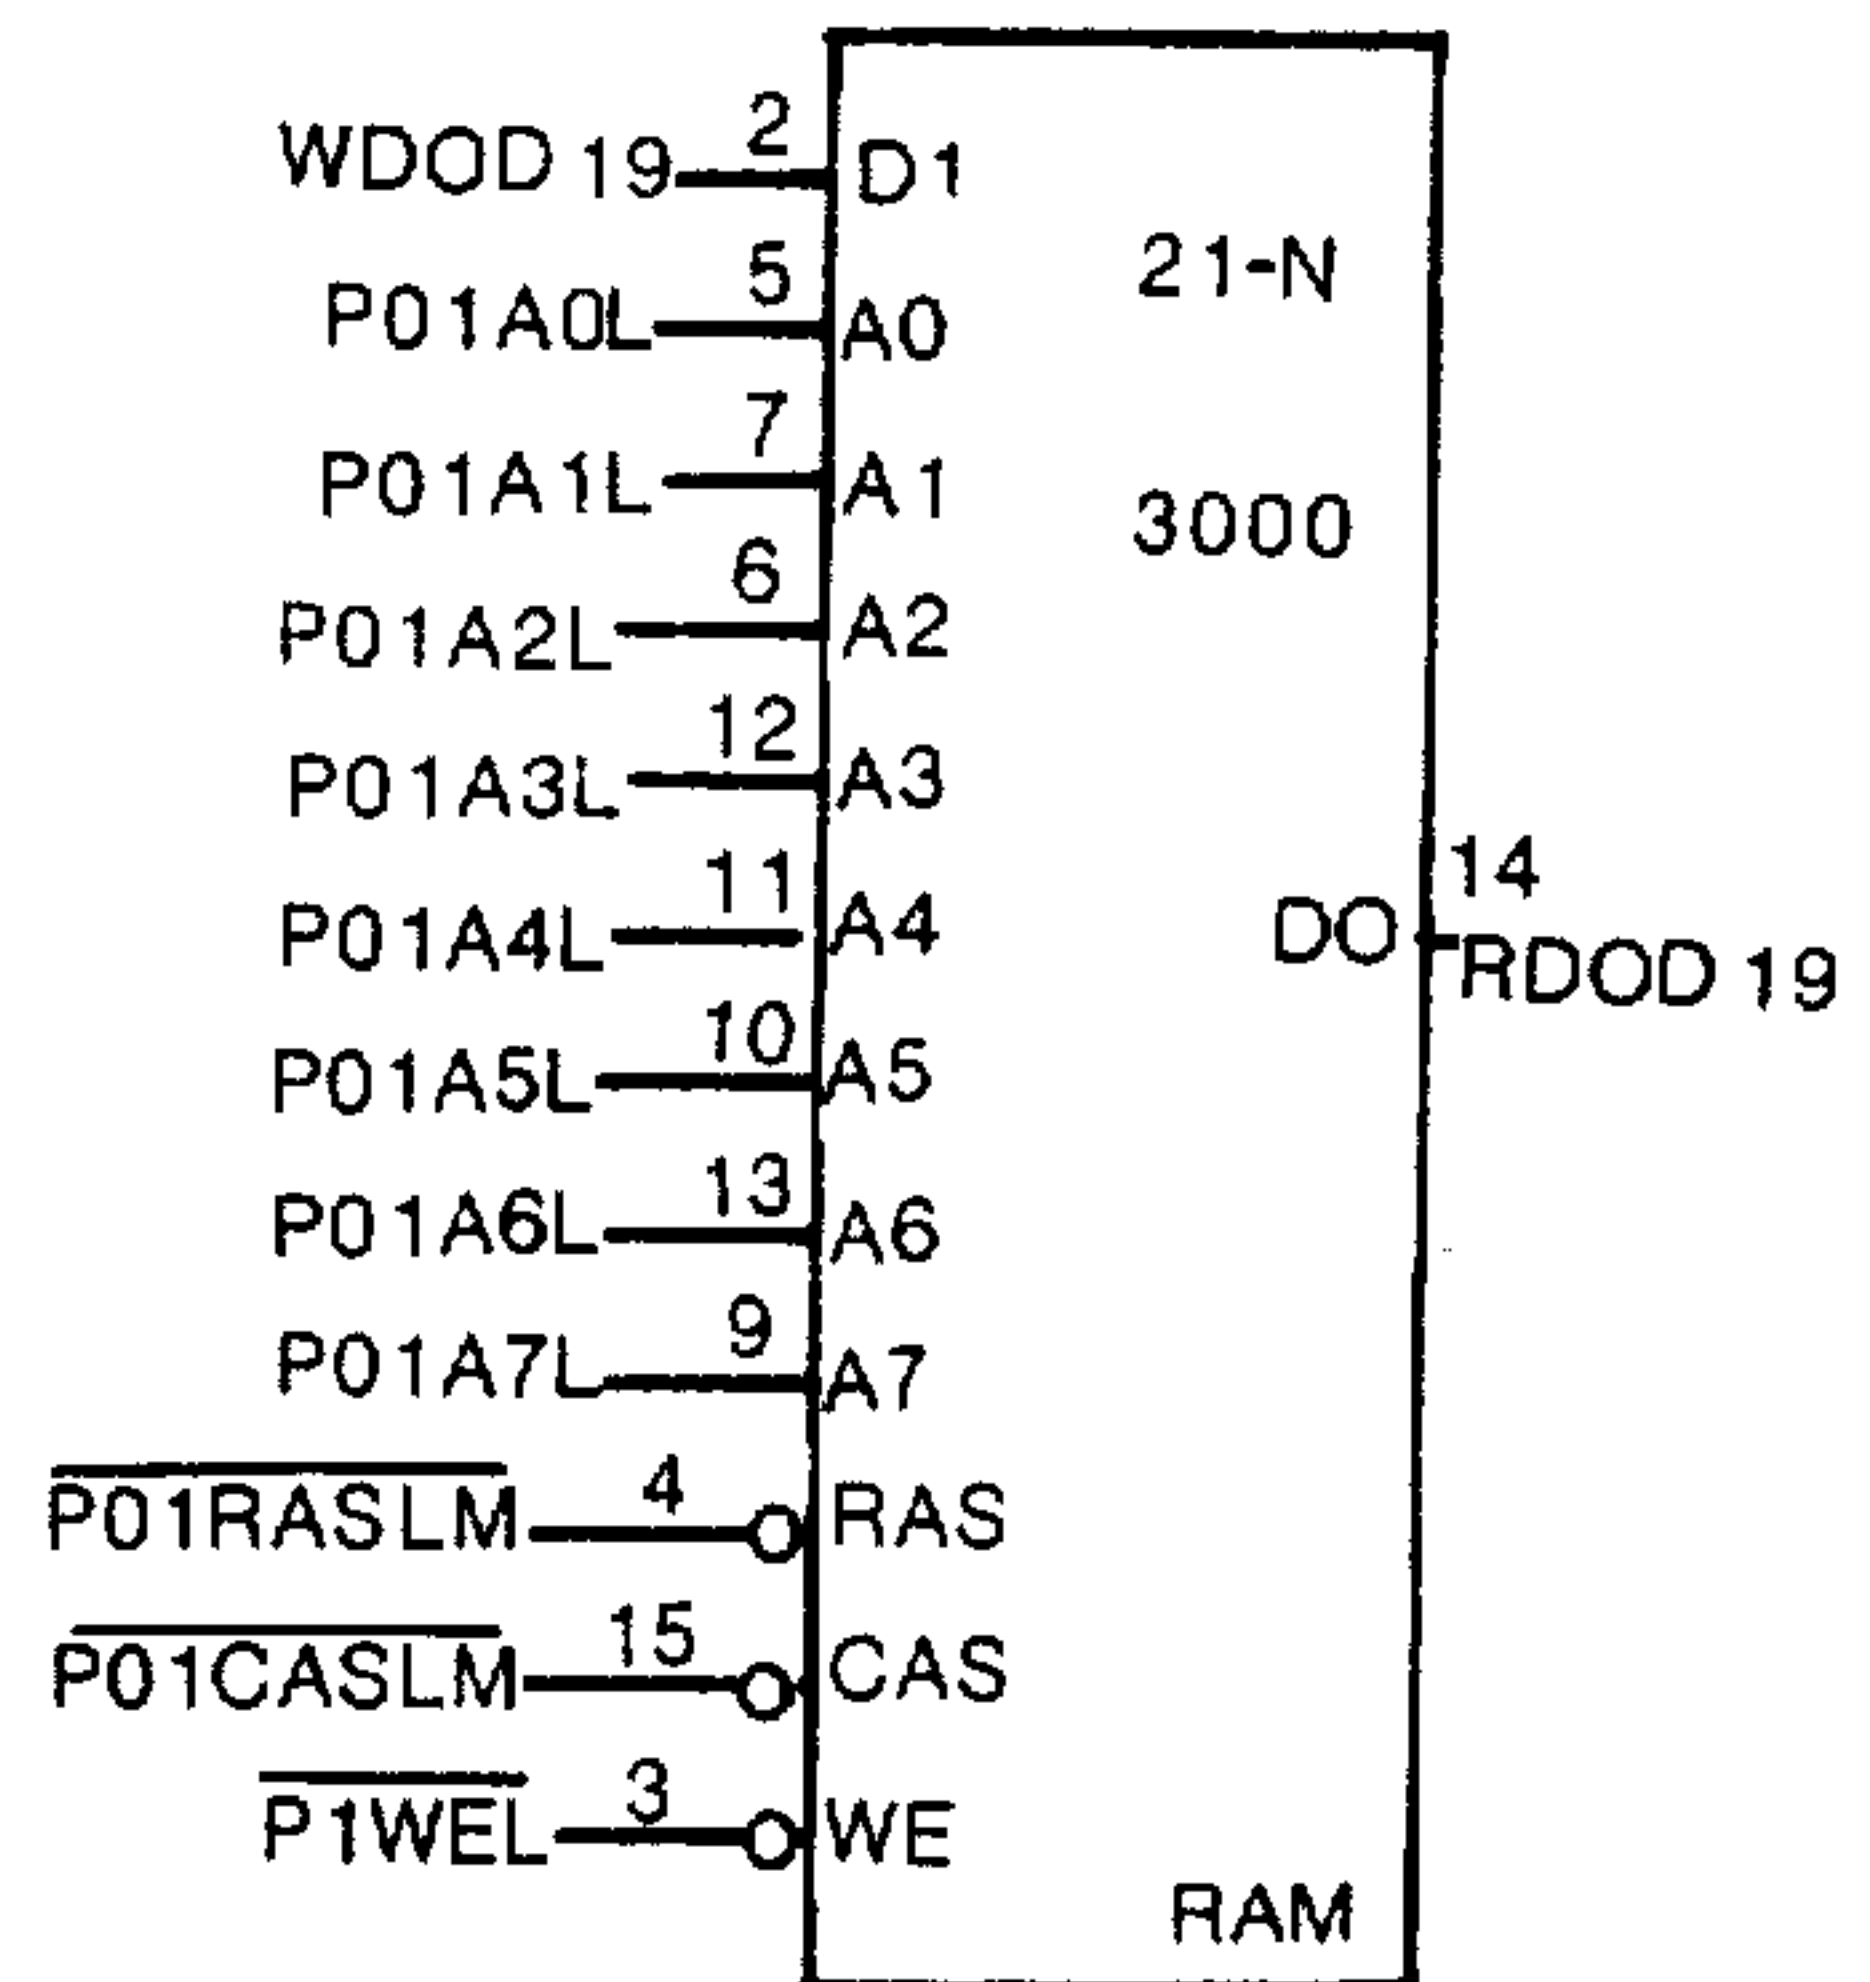 WDOD 19 2 D1
21-N
P01A0L 5 A0
P01A1L 7 A1
3000
P01A2L 6 A2
P01A3L 12 A3
P01A4L 11 A4
DO 14 RDOD 19
P01A5L 10 A5
P01A6L 13 A6
P01A7L 9 A7
P01RASLM 4 RAS
P01CASLM 15 CAS
P1WEL 3 WE
RAM